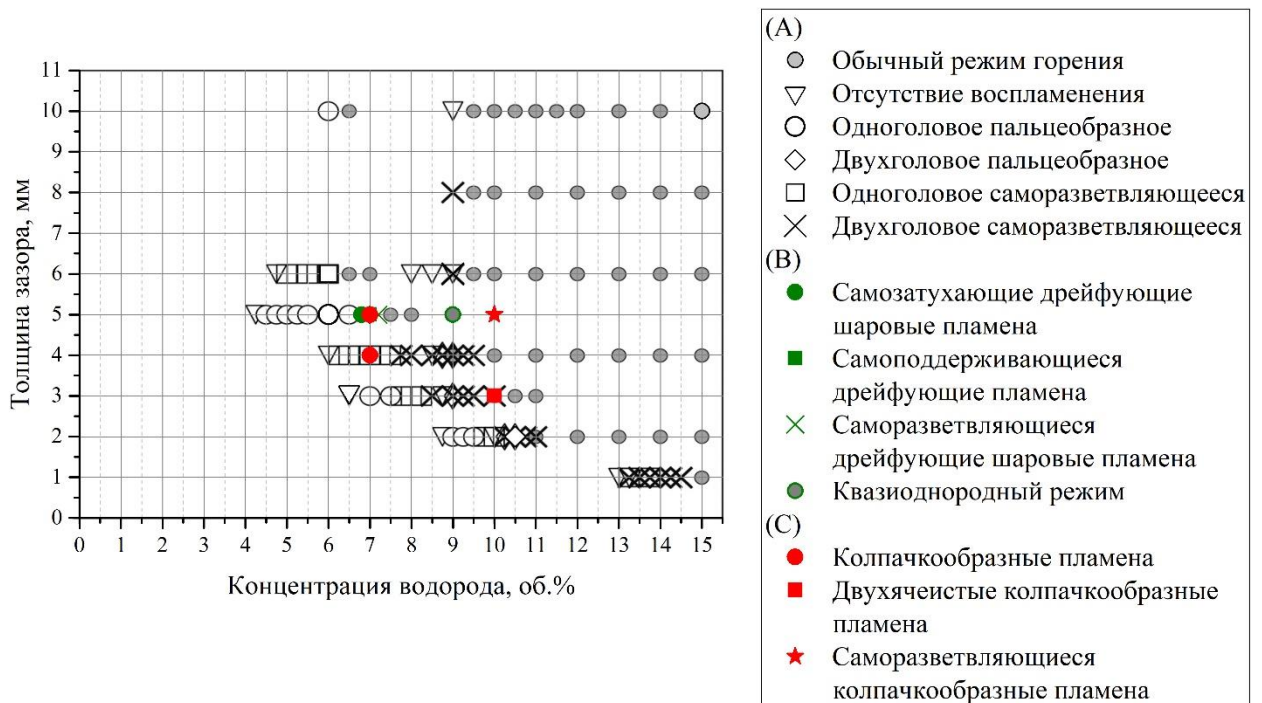 11
10
9
8
7
6
5
4
3
2
1
0
Толщина зазора, мм
0 1 2 3 4 5 6 7 8 9 10 11 12 13 14 15
Концентрация водорода, об.%
(A)
Обычный режим горения
Отсутствие воспламенения
Одноголовое пальцеобразное
Двухголовое пальцеобразное
Одноголовое саморазветвляющееся
Двухголовое саморазветвляющееся
(B)
Самозатухающие дрейфующие
шаровые пламена
Самоподдерживающиеся
дрейфующие пламена
Саморазветвляющиеся
дрейфующие шаровые пламена
Квазиоднородный режим
(C)
Колпачкообразные пламена
Двухячеистые колпачкообразные
пламена
Саморазветвляющиеся
колпачкообразные пламена